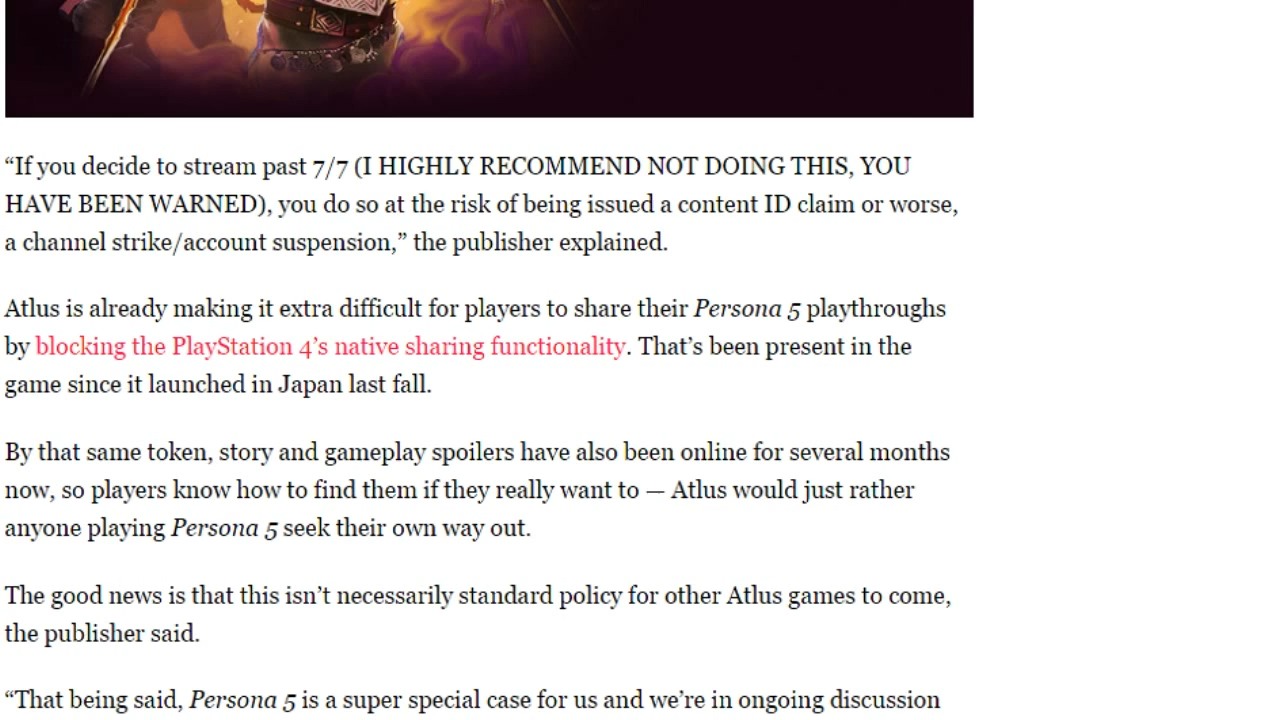 “If you decide to stream past 7/7 (I HIGHLY RECOMMEND NOT DOING THIS, YOU
HAVE BEEN WARNED), you do so at the risk of being issued a content ID claim or worse,
a channel strike/account suspension,” the publisher explained.
Atlus is already making it extra difficult for players to share their Persona 5 playthroughs
by blocking the PlayStation 4’s native sharing functionality. That’s been present in the
game since it launched in Japan last fall.
By that same token, story and gameplay spoilers have also been online for several months
now, so players know how to find them if they really want to — Atlus would just rather
anyone playing Persona 5 seek their own way out.
The good news is that this isn’t necessarily standard policy for other Atlus games to come,
the publisher said.
“That being said, Persona 5 is a super special case for us and we’re in ongoing discussion